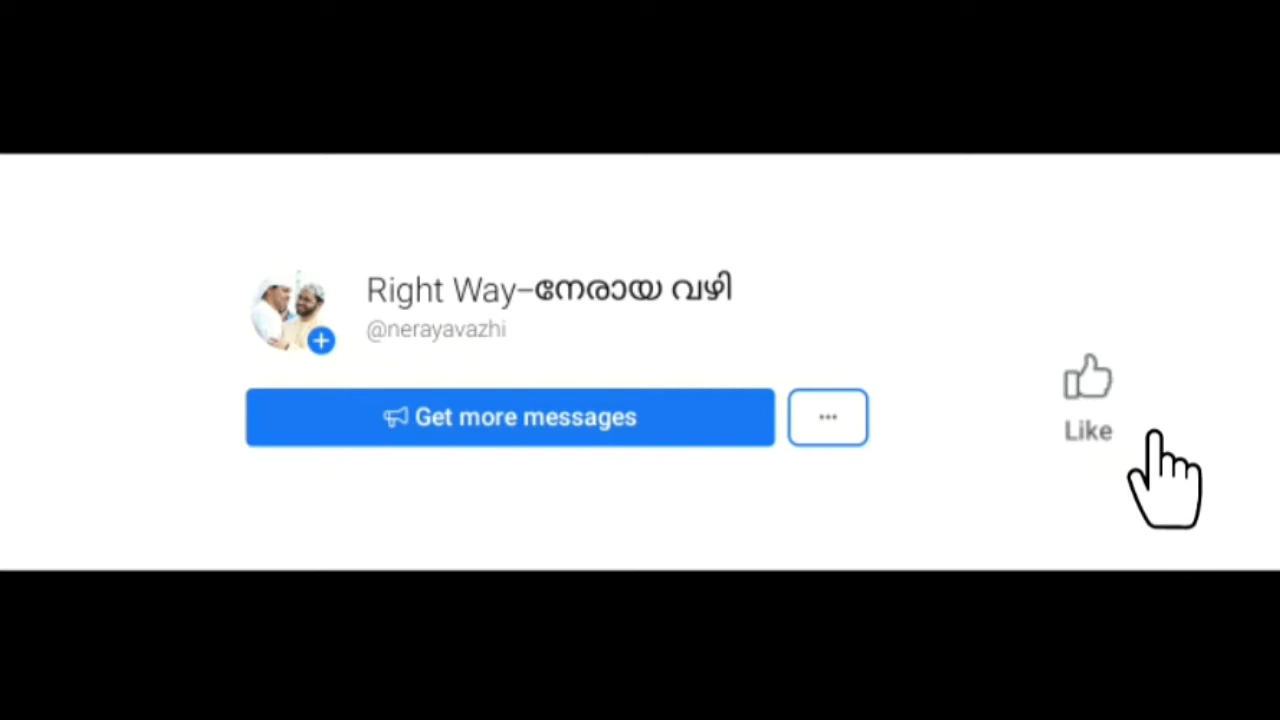 Right Way-നേരായ വഴി
@nerayavazhi
Get more messages
Like